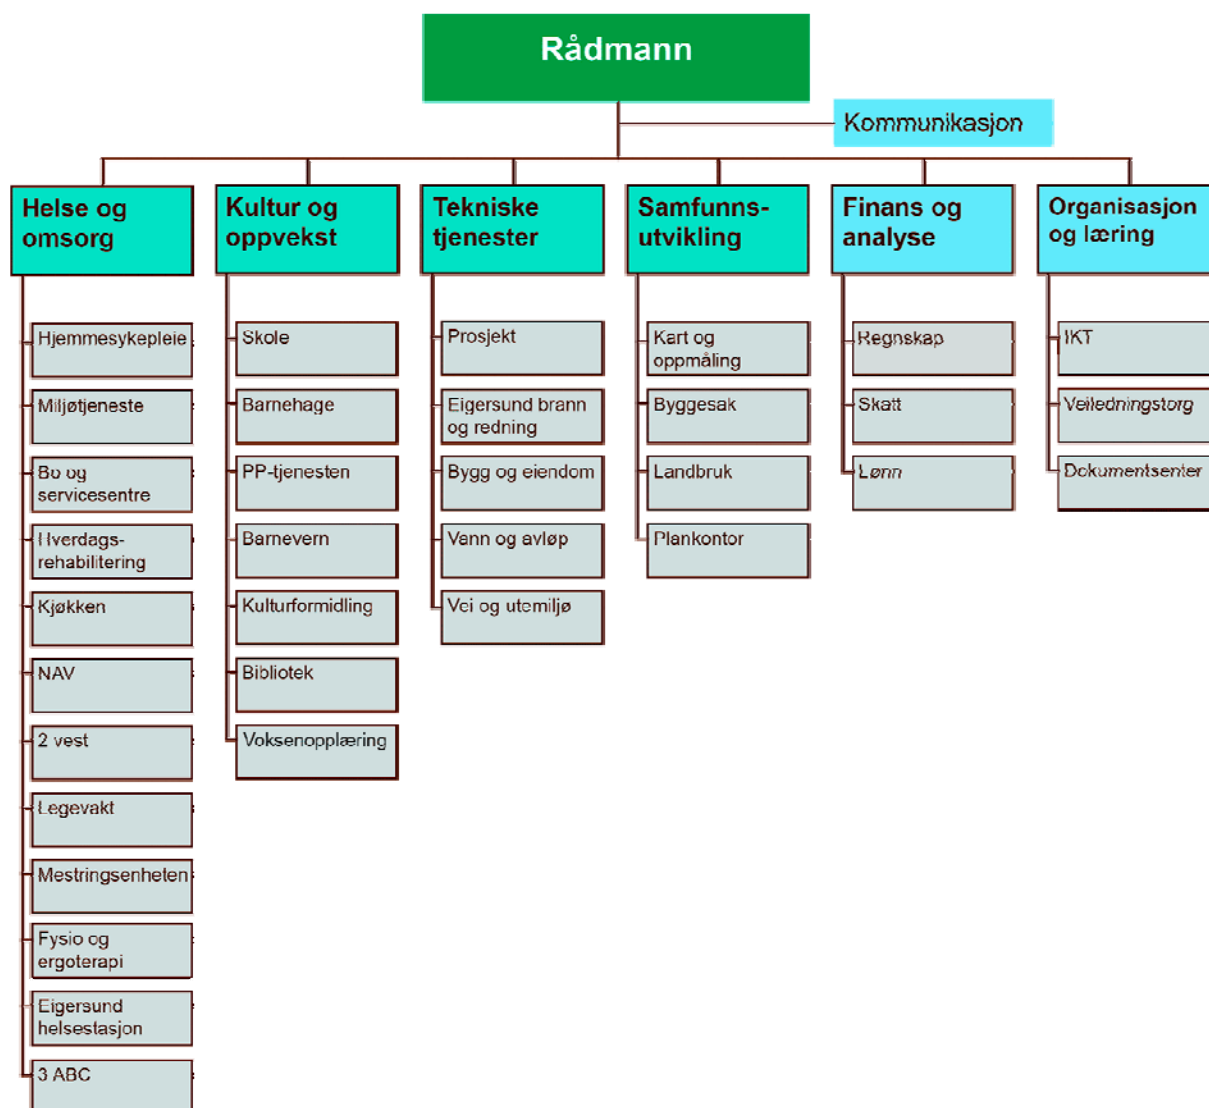 Rådmann
Kommunikasjon
Helse og
omsorg
Hjemmesykepleie
Miljøtjeneste
Bo og
servicesentre
Hverdags-
rehabilitering
Kjøkken
NAV
2 vest
Legevakt
Mestringsenheten
Fysio og
ergoterapi
Eigersund
helsestasjon
3 ABC
Kultur og
oppvekst
Skole
Barnehage
PP-tjenesten
Barnevern
Kulturformidling
Bibliotek
Voksenopplæring
Tekniske
tjenester
Prosjekt
Eigersund brann
og redning
Bygg og eiendom
Vann og avløp
Vei og utemiljø
Samfunns-
utvikling
Kart og
oppmåling
Byggesak
Landbruk
Plankontor
Finans og
analyse
Regnskap
Skatt
Lønn
Organisasjon
og læring
IKT
Veiledningstorg
Dokumentsenter